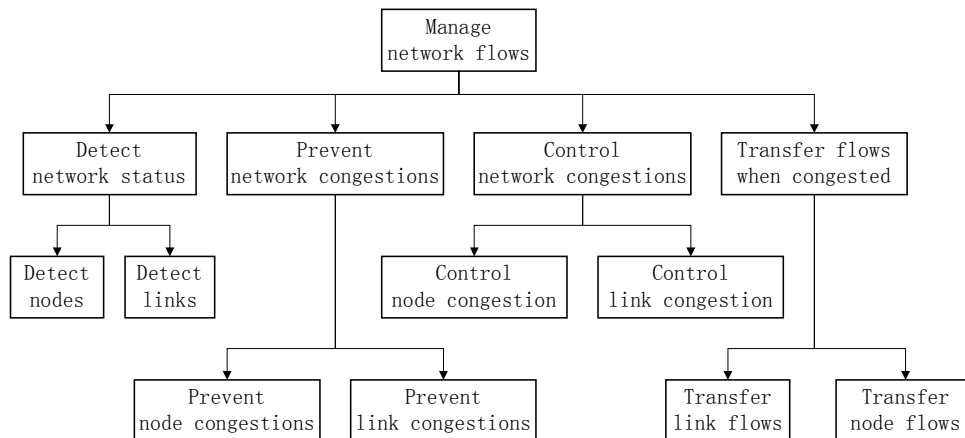 Manage
network flows
Detect
network status
Prevent
network congestions
Control
network congestions
Transfer flows
when congested
Detect
nodes
Detect
links
Control
node congestion
Control
link congestion
Prevent
node congestions
Prevent
link congestions
Transfer
link flows
Transfer
node flows